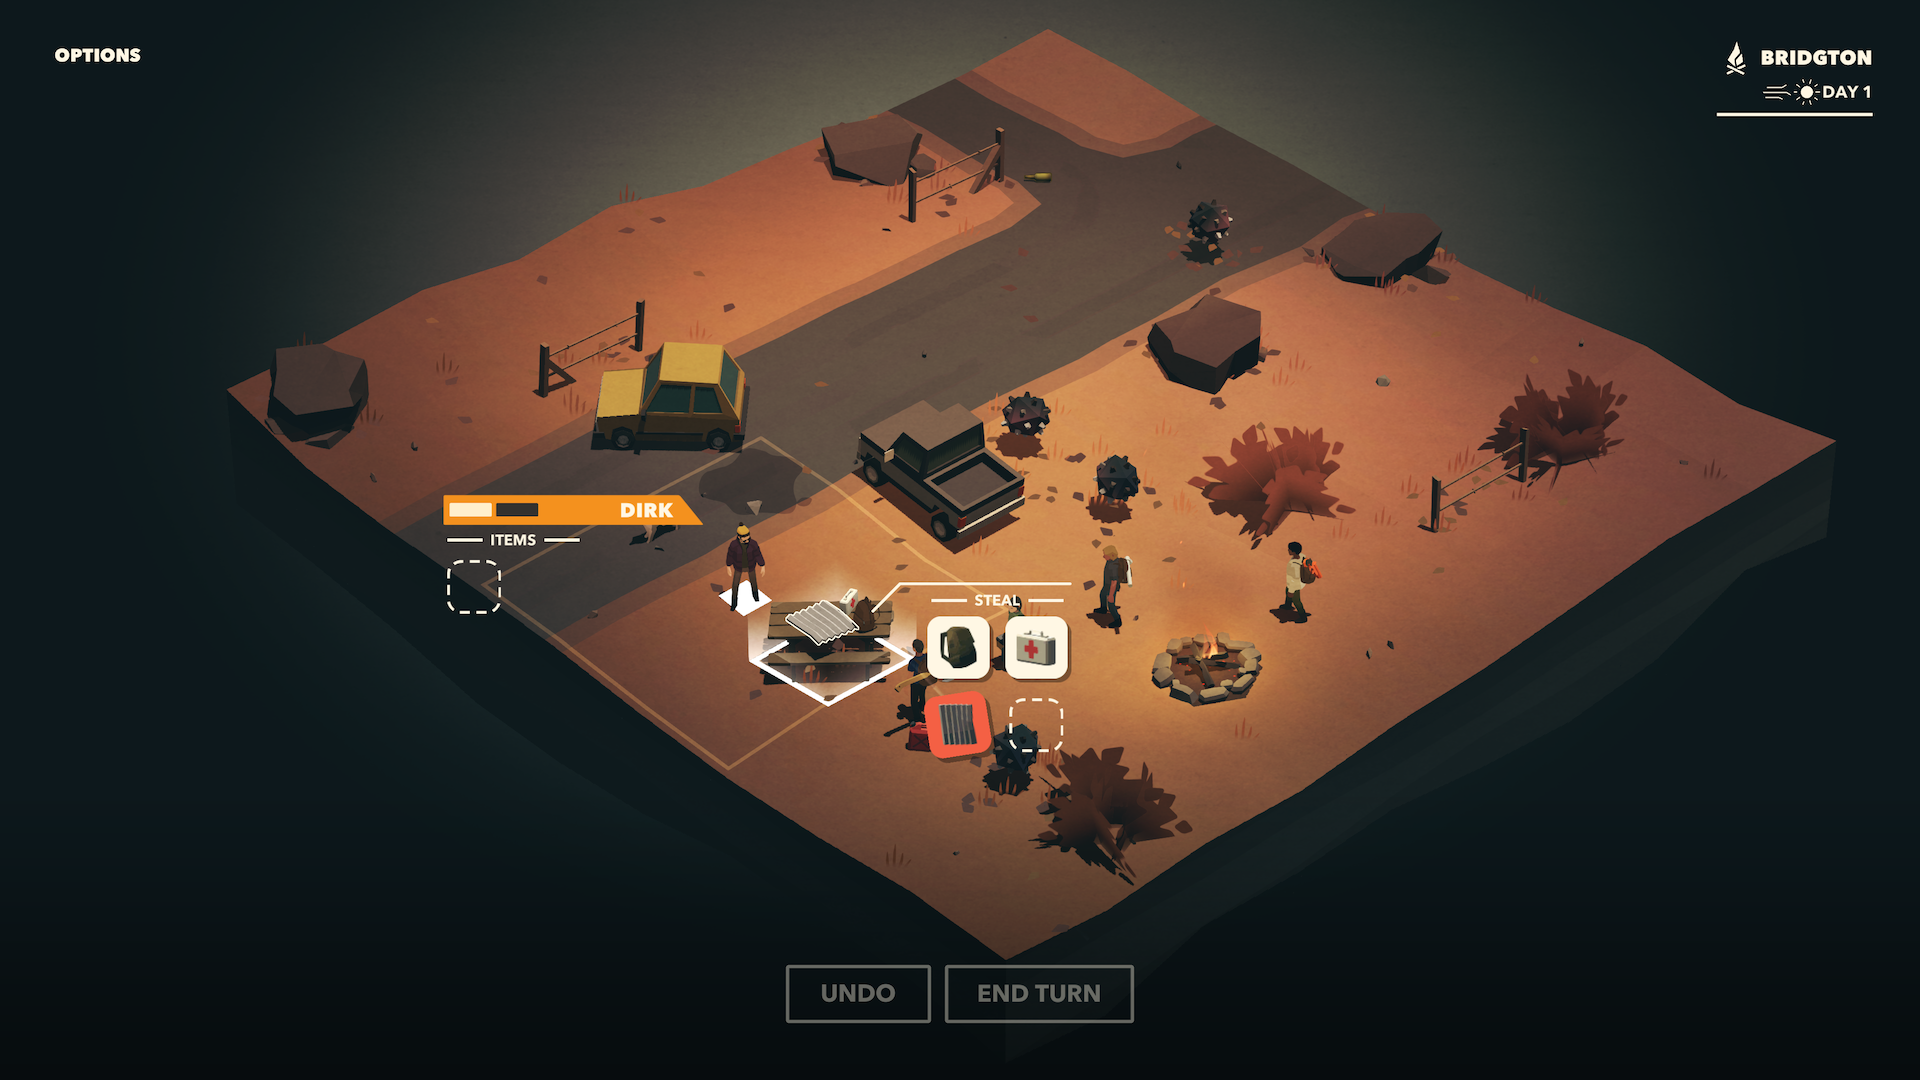 OPTIONS
BRIDGTON
DAY 1
DIRK
ITEMS
STEAL
UNDO
END TURN